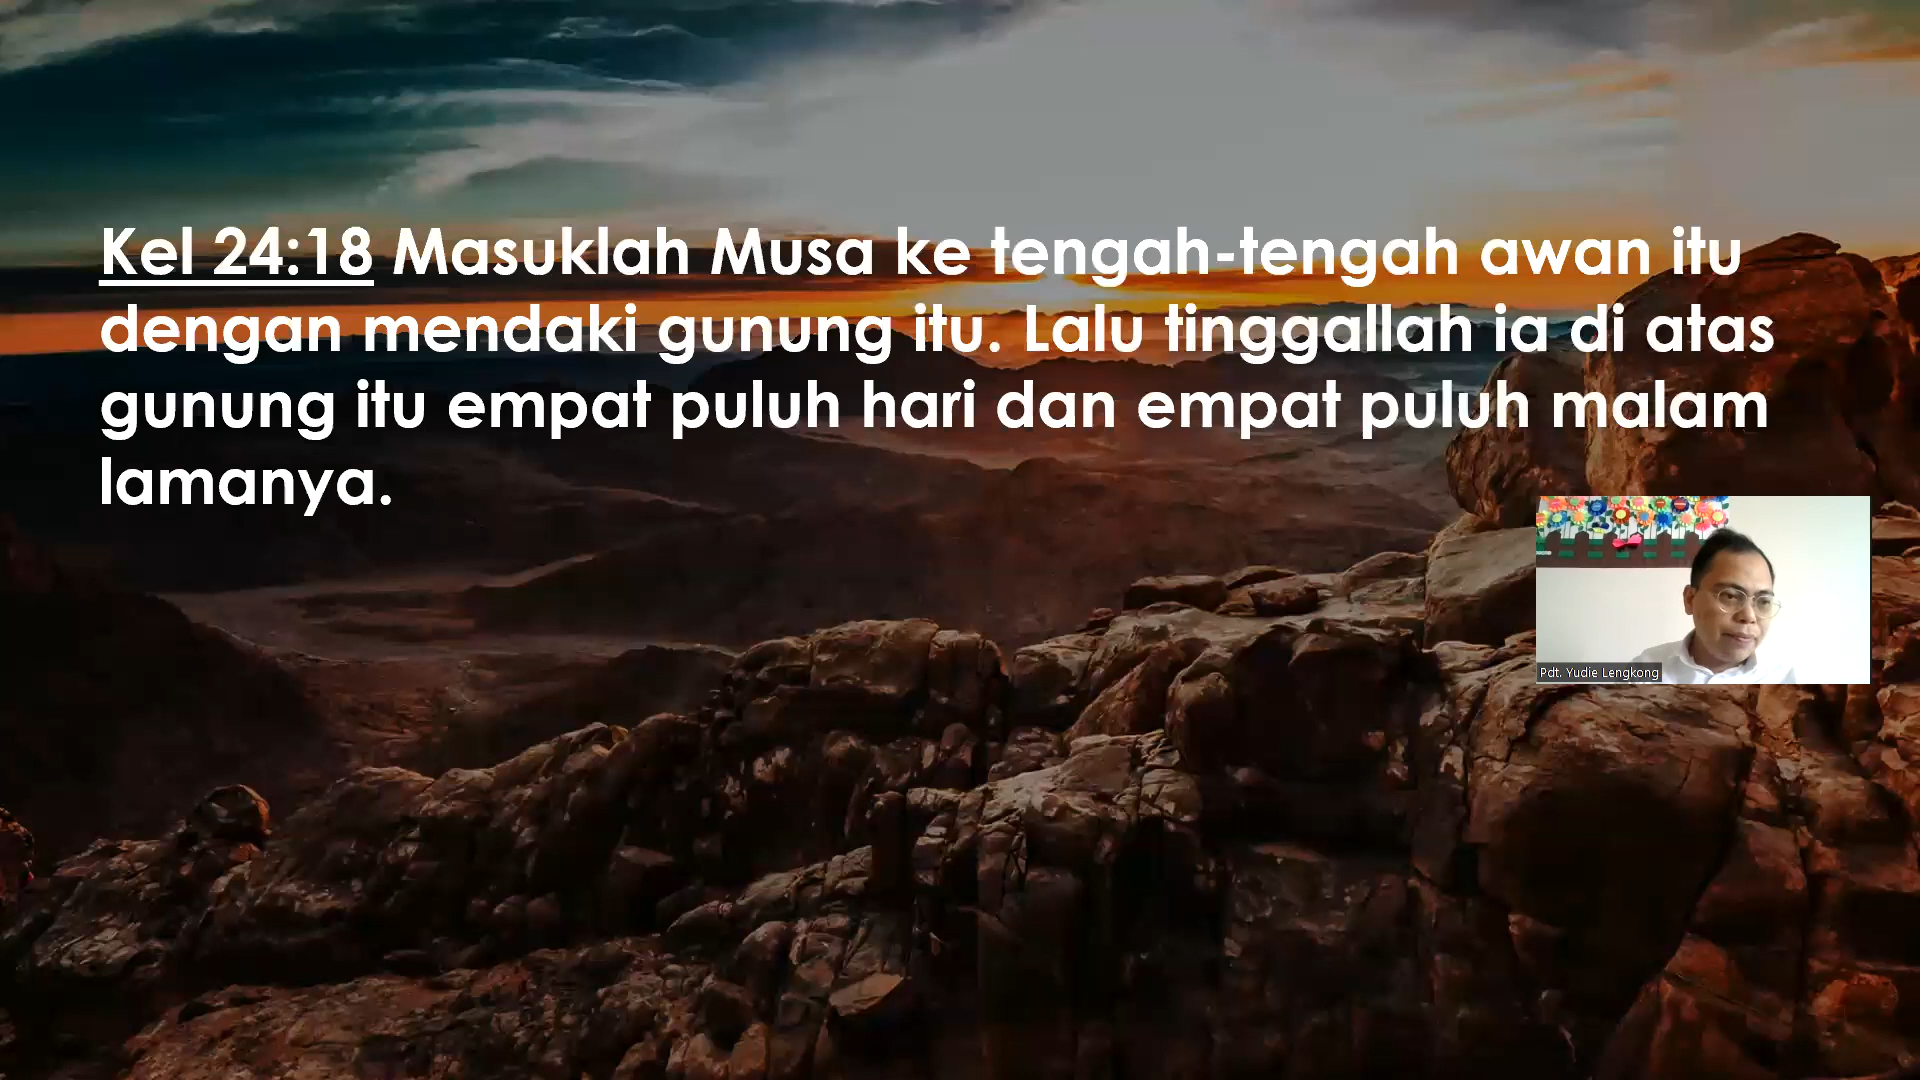 Kel 24:18 Masuklah Musa ke tengah-tengah awan itu
dengan mendaki gunung itu. Lalu tinggallah ia di atas
gunung itu empat puluh hari dan empat puluh malam
lamanya.
Pdt. Yudie Lengkong